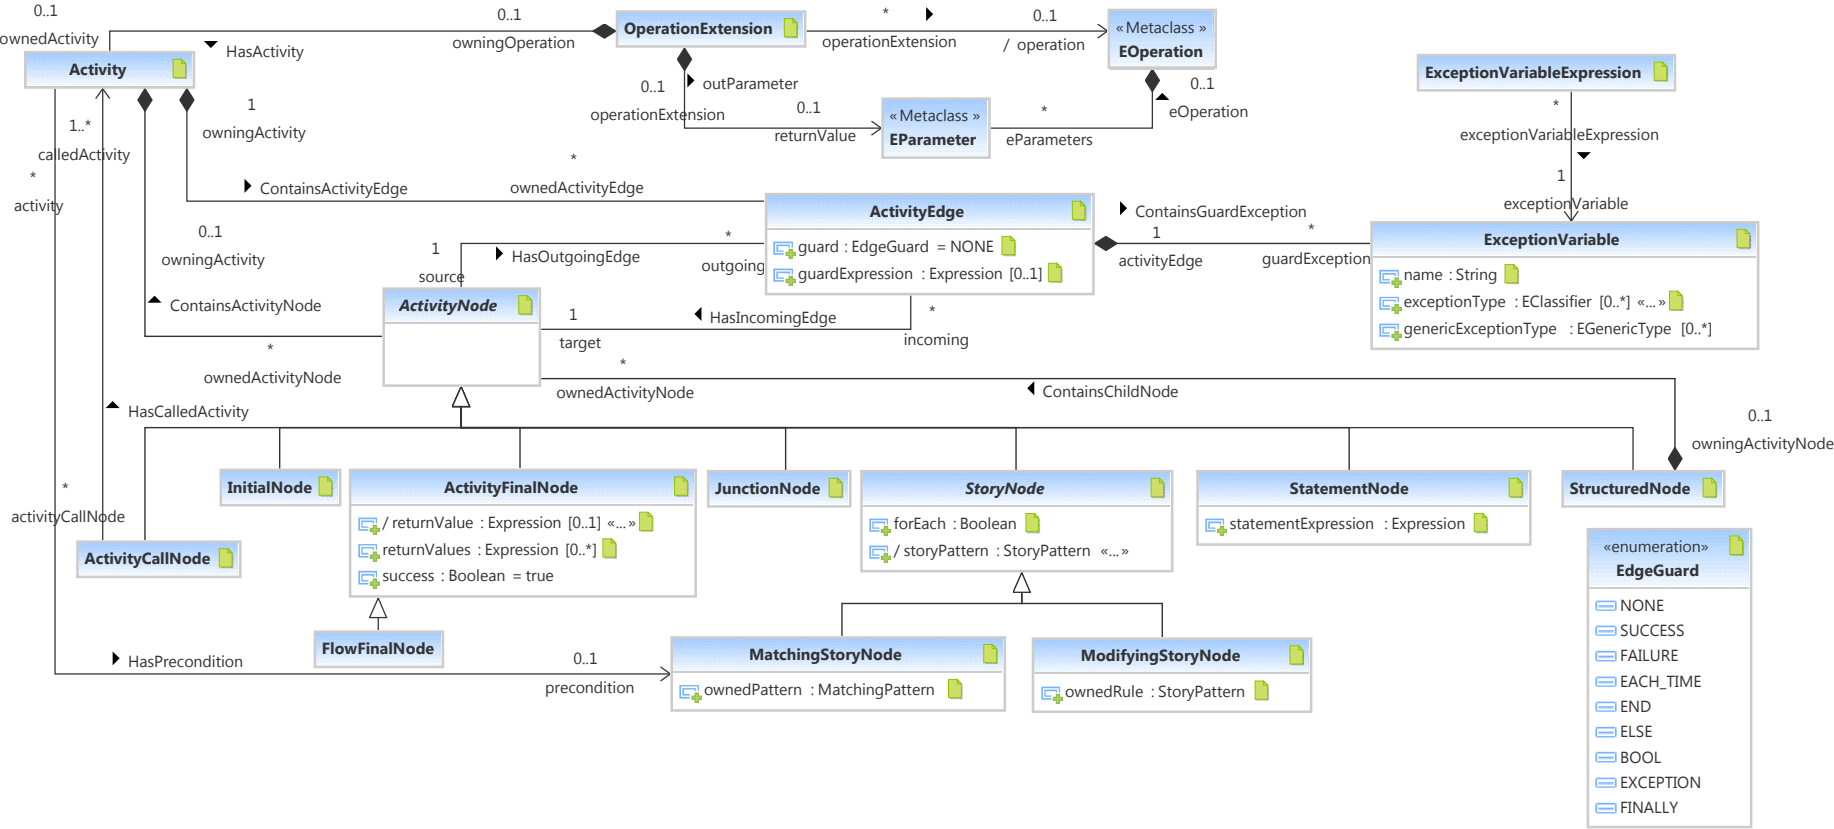 0..1
ownedActivity
HasActivity
0..1
owningOperation
OperationExtension
*
operationExtension
0..1
/ operation
«Metaclass »
EOperation
Activity
0..1
operationExtension
outParameter
0..1
returnValue
«Metaclass »
EParameter
*
eParameters
0..1
eOperation
ExceptionVariableExpression
*
exceptionVariableExpression
1
exceptionVariable
1
owningActivity
1..*
calledActivity
*
activity
ContainsActivityEdge
*
ownedActivityEdge
ActivityEdge
guard : EdgeGuard = NONE
guardExpression : Expression [0..1]
ContainsGuardException
1
activityEdge
*
guardException
ExceptionVariable
name : String
exceptionType : EClassifier [0..*] «...»
genericExceptionType : EGenericType [0..*]
0..1
owningActivity
ContainsActivityNode
1
source
HasOutgoingEdge
*
outgoing
ActivityNode
1
target
HasIncomingEdge
*
incoming
*
ownedActivityNode
*
ownedActivityNode
ContainsChildNode
0..1
owningActivityNode
HasCalledActivity
*
activityCallNode
ActivityCallNode
InitialNode
ActivityFinalNode
/ returnValue : Expression [0..1] «...»
returnValues : Expression [0..*]
success : Boolean = true
JunctionNode
StoryNode
forEach : Boolean
/ storyPattern : StoryPattern «...»
StatementNode
statementExpression : Expression
StructuredNode
FlowFinalNode
HasPrecondition
0..1
precondition
MatchingStoryNode
ownedPattern : MatchingPattern
ModifyingStoryNode
ownedRule : StoryPattern
«enumeration»
EdgeGuard
NONE
SUCCESS
FAILURE
EACH_TIME
END
ELSE
BOOL
EXCEPTION
FINALLY